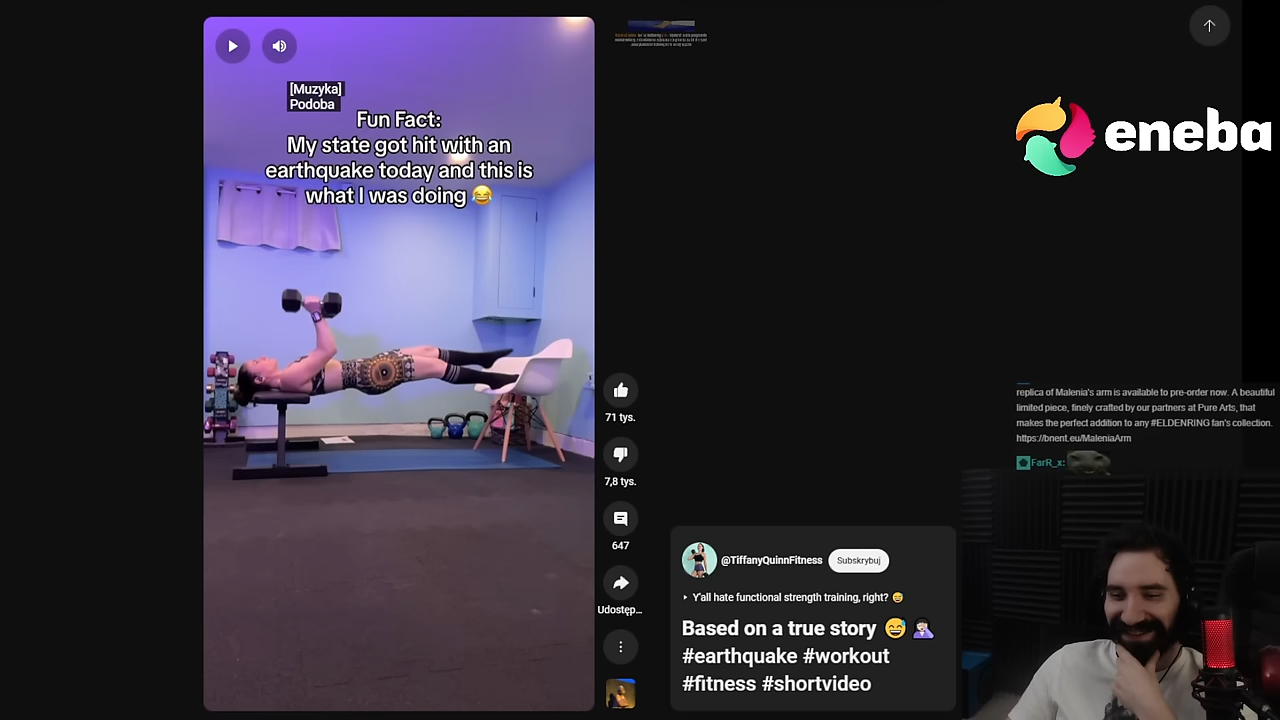 [Muzyka]
Podoba
Fun Fact:
My state got hit with an
earthquake today and this is
what I was doing 😂
71 tys.
7,8 tys.
647
Udostęp...
@TiffanyQuinnFitness
Subskrybuj
Y'all hate functional strength training, right? 😅
Based on a true story 😅 🤦🏻‍♀️
#earthquake #workout
#fitness #shortvideo
eneba
replica of Malenia's arm is available to pre-order now. A beautiful
limited piece, finely crafted by our partners at Pure Arts, that
makes the perfect addition to any #ELDENRING fan's collection.
https://bnent.eu/MaleniaArm
FarR_x: